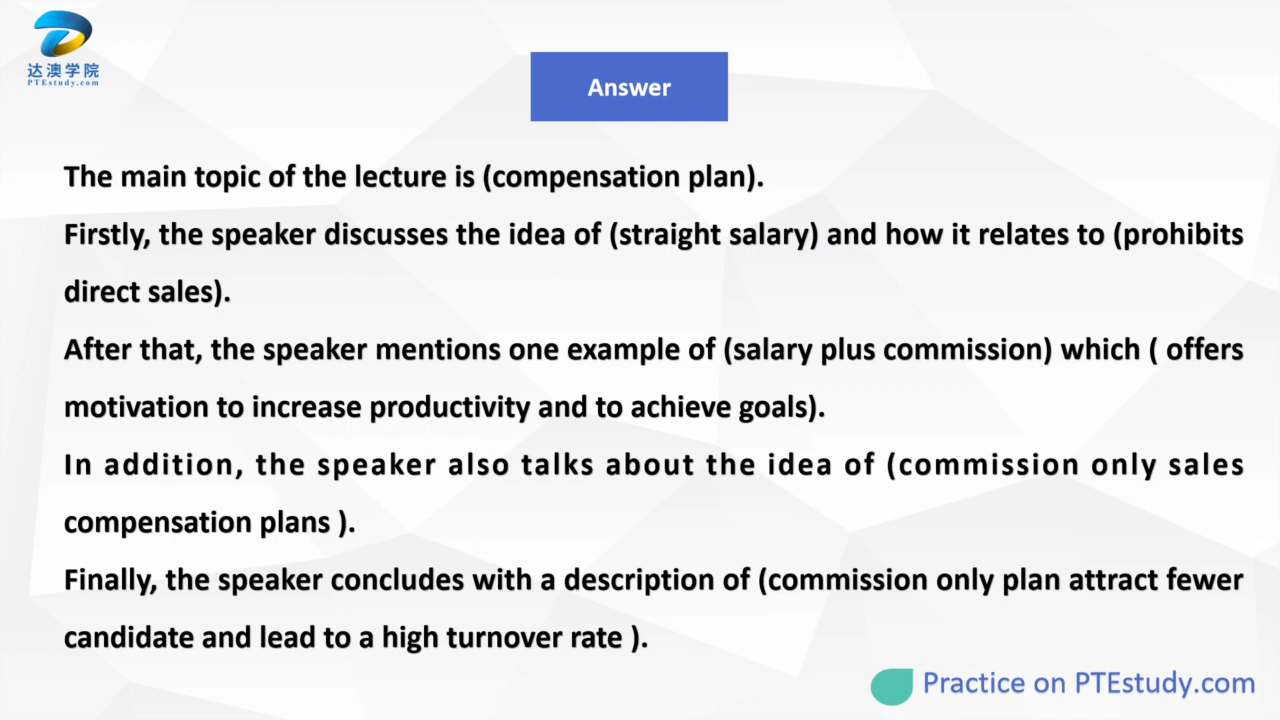 达澳学院
PTEstudy.com
Answer
The main topic of the lecture is (compensation plan).
Firstly, the speaker discusses the idea of (straight salary) and how it relates to (prohibits
direct sales).
After that, the speaker mentions one example of (salary plus commission) which ( offers
motivation to increase productivity and to achieve goals).
In addition, the speaker also talks about the idea of (commission only sales
compensation plans ).
Finally, the speaker concludes with a description of (commission only plan attract fewer
candidate and lead to a high turnover rate ).
Practice on PTEstudy.com